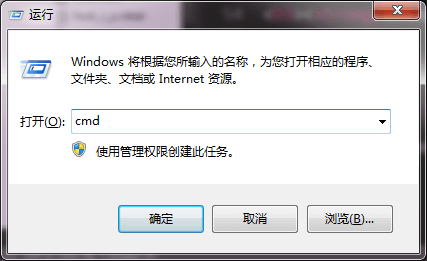 运行
Windows 将根据您所输入的名称，为您打开相应的程序、
文件夹、文档或 Internet 资源。
打开(O): cmd
使用管理权限创建此任务。
确定 取消 浏览(B)...